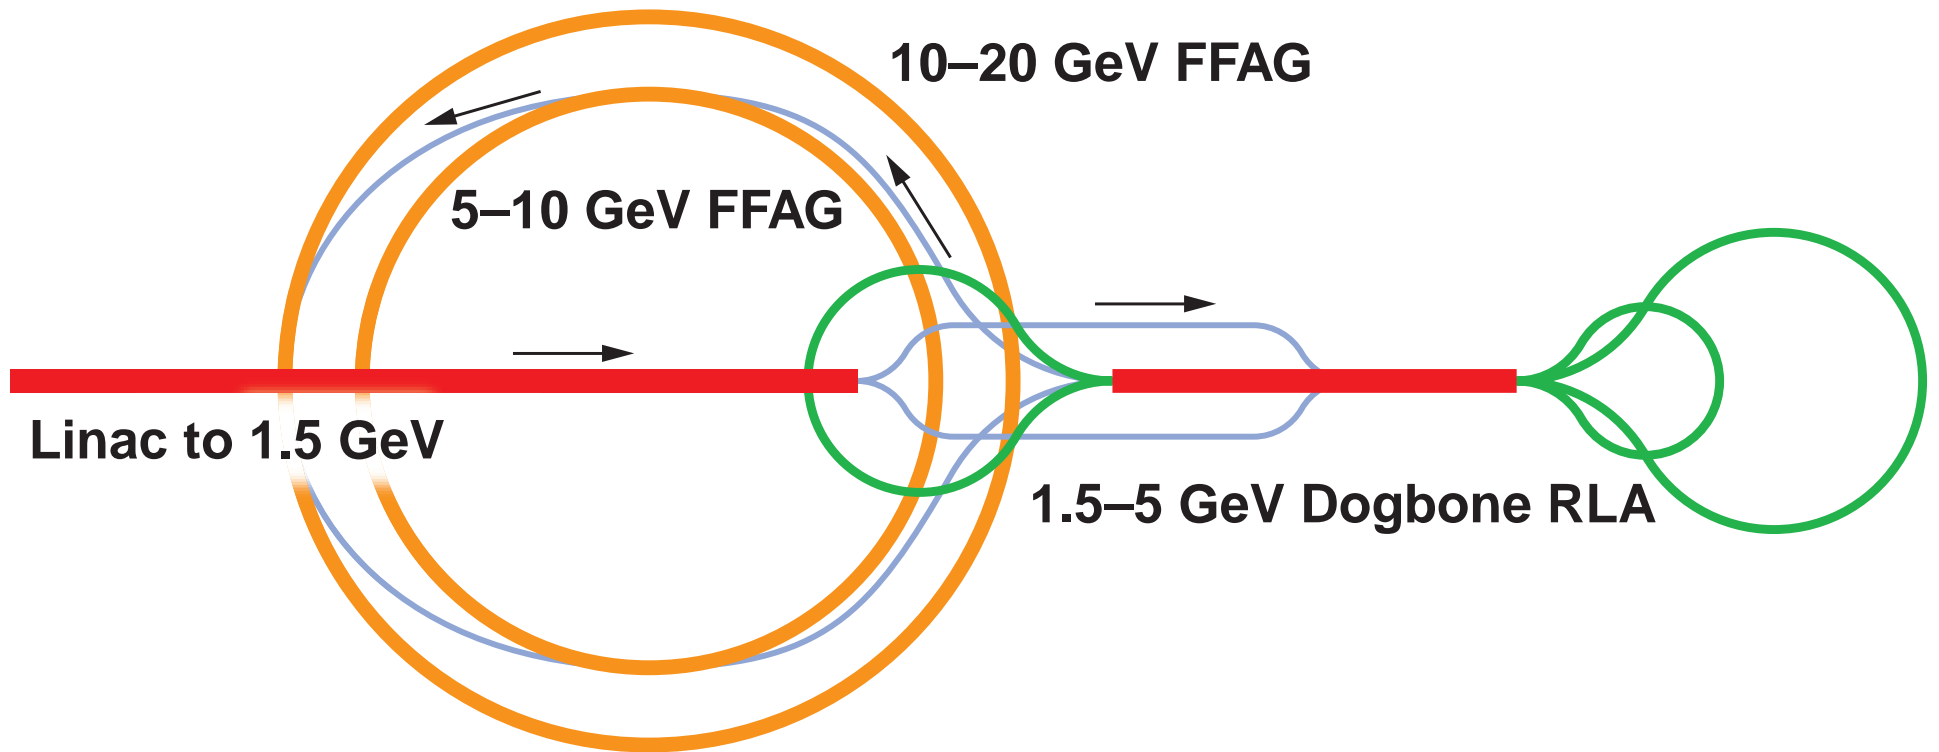 10–20 GeV FFAG
5–10 GeV FFAG
Linac to 1.5 GeV
1.5–5 GeV Dogbone RLA